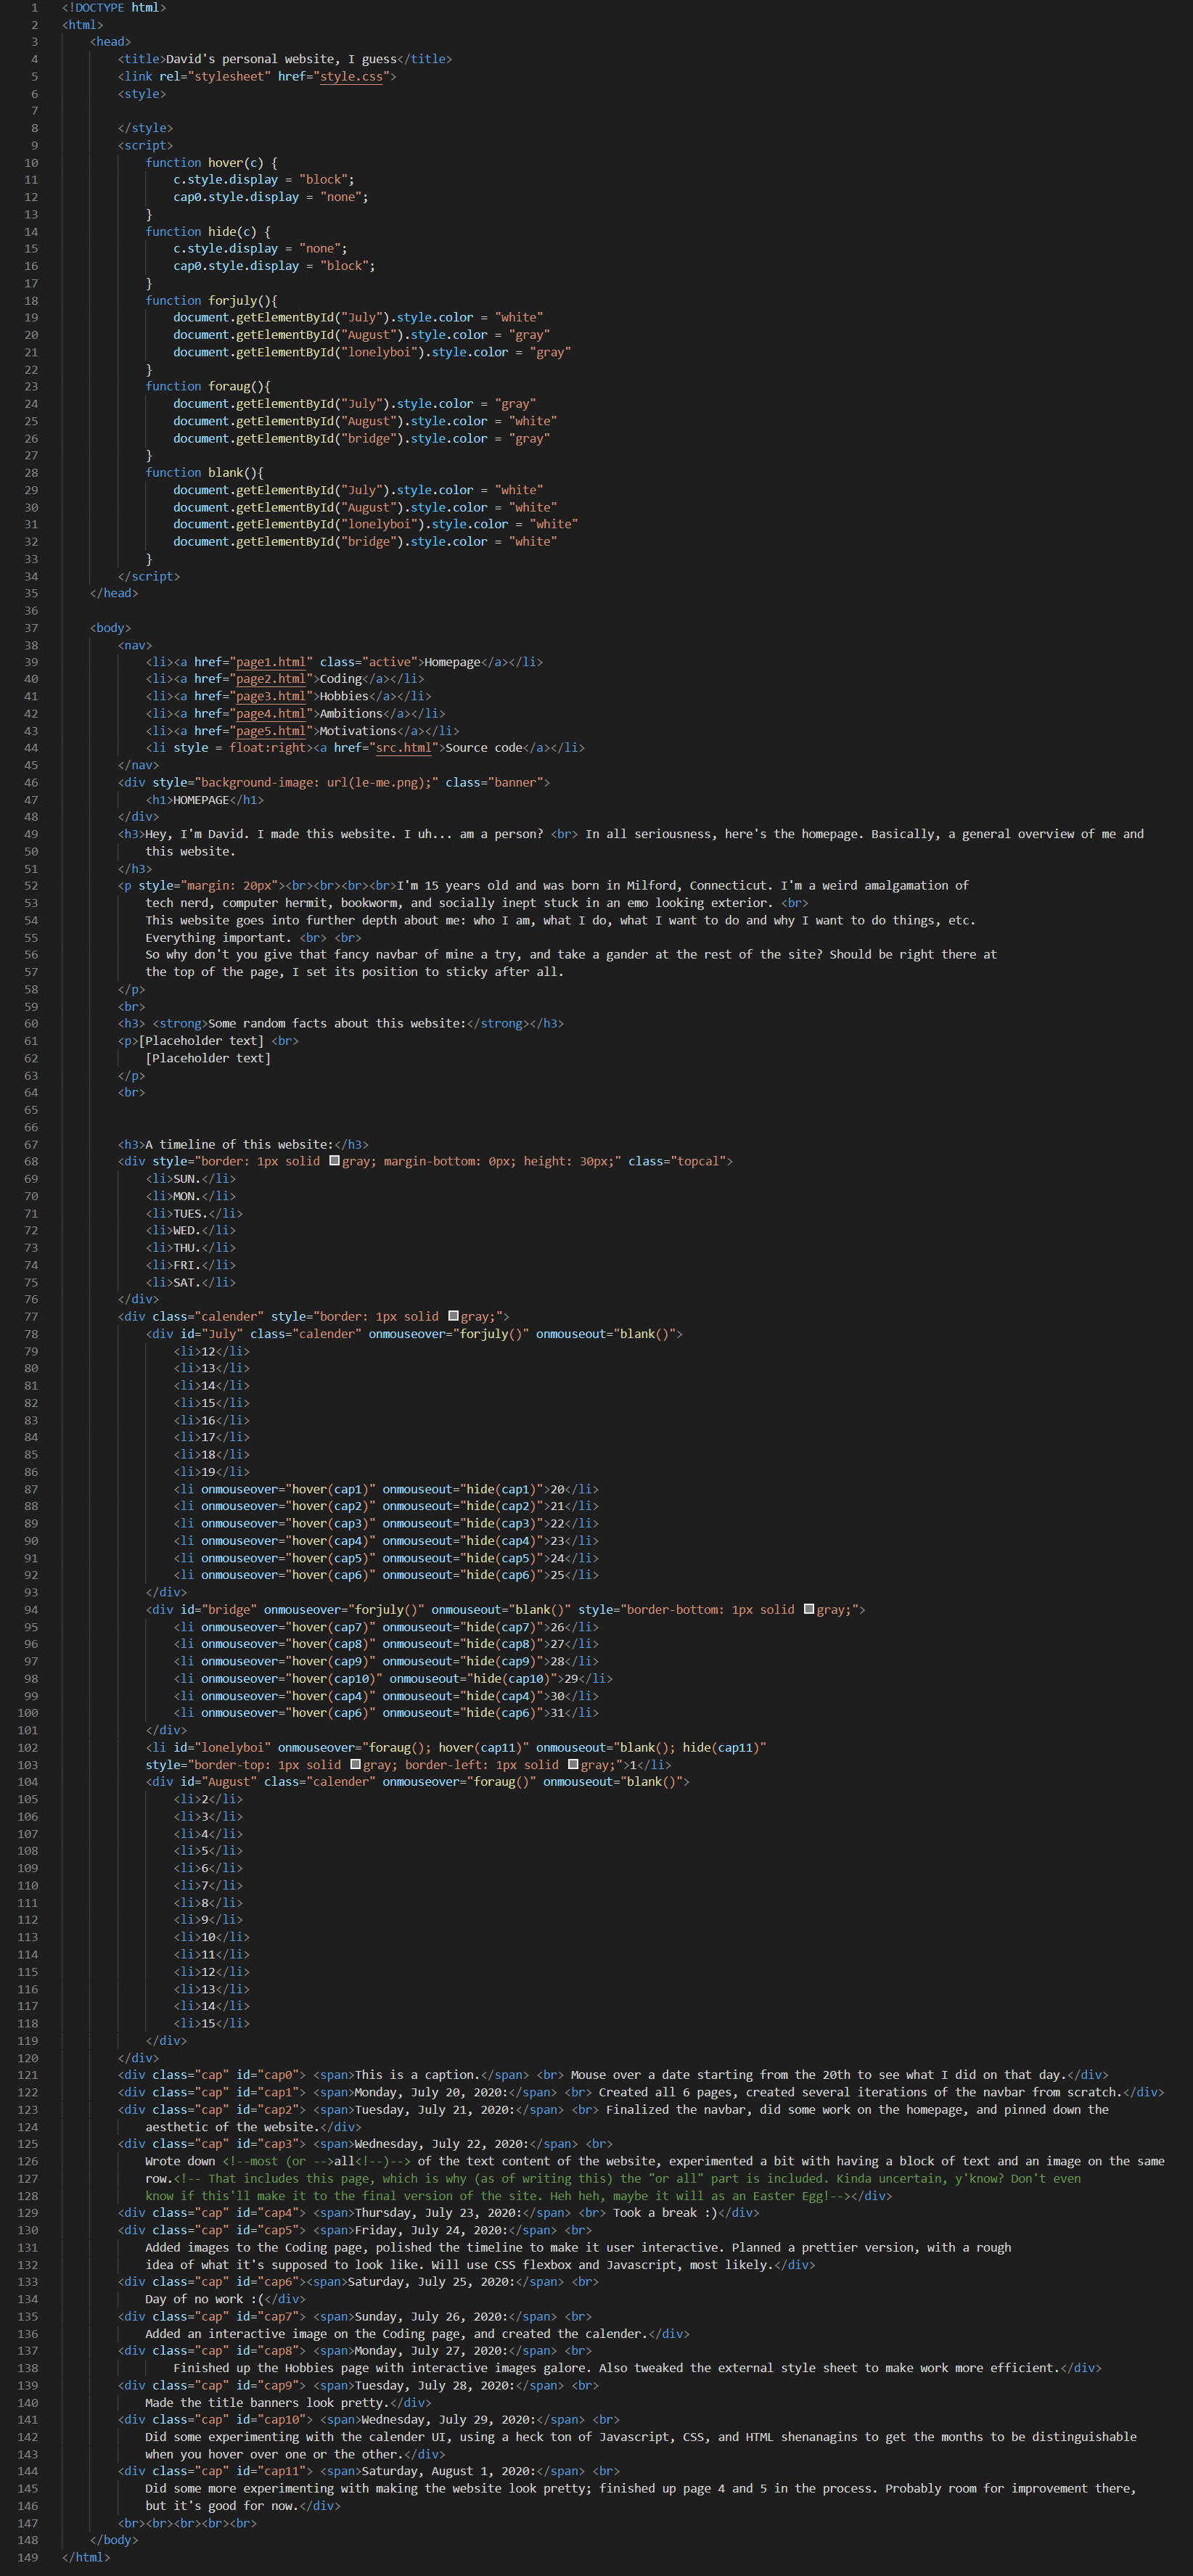 1 <!DOCTYPE html>
2 <html>
3 <head>
4 <title>David's personal website, I guess</title>
5 <link rel="stylesheet" href="style.css">
6 <style>
7
8 </style>
9 <script>
10 function hover(c) {
11 c.style.display = "block";
12 cap0.style.display = "none";
13 }
14 function hide(c) {
15 c.style.display = "none";
16 cap0.style.display = "block";
17 }
18 function forjuly(){
19 document.getElementById("July").style.color = "white"
20 document.getElementById("August").style.color = "gray"
21 document.getElementById("lonelyboi").style.color = "gray"
22 }
23 function foraug(){
24 document.getElementById("July").style.color = "gray"
25 document.getElementById("August").style.color = "white"
26 document.getElementById("bridge").style.color = "gray"
27 }
28 function blank(){
29 document.getElementById("July").style.color = "white"
30 document.getElementById("August").style.color = "white"
31 document.getElementById("lonelyboi").style.color = "white"
32 document.getElementById("bridge").style.color = "white"
33 }
34 </script>
35 </head>
36
37 <body>
38 <nav>
39 <li><a href="page1.html" class="active">Homepage</a></li>
40 <li><a href="page2.html">Coding</a></li>
41 <li><a href="page3.html">Hobbies</a></li>
42 <li><a href="page4.html">Ambitions</a></li>
43 <li><a href="page5.html">Motivations</a></li>
44 <li style = float:right><a href="src.html">Source code</a></li>
45 </nav>
46 <div style="background-image: url(le-me.png);" class="banner">
47 <h1>HOMEPAGE</h1>
48 </div>
49 <h3>Hey, I'm David. I made this website. I uh... am a person? <br> In all seriousness, here's the homepage. Basically, a general overview of me and
50 this website.
51 </h3>
52 <p style="margin: 20px"><br><br><br><br>I'm 15 years old and was born in Milford, Connecticut. I'm a weird amalgamation of
53 tech nerd, computer hermit, bookworm, and socially inept stuck in an emo looking exterior. <br>
54 This website goes into further depth about me: who I am, what I do, what I want to do and why I want to do things, etc.
55 Everything important. <br> <br>
56 So why don't you give that fancy navbar of mine a try, and take a gander at the rest of the site? Should be right there at
57 the top of the page, I set its position to sticky after all.
58 </p>
59 <br>
60 <h3> <strong>Some random facts about this website:</strong></h3>
61 <p>[Placeholder text] <br>
62 [Placeholder text]
63 </p>
64 <br>
65
66
67 <h3>A timeline of this website:</h3>
68 <div style="border: 1px solid gray; margin-bottom: 0px; height: 30px;" class="topcal">
69 <li>SUN.</li>
70 <li>MON.</li>
71 <li>TUES.</li>
72 <li>WED.</li>
73 <li>THU.</li>
74 <li>FRI.</li>
75 <li>SAT.</li>
76 </div>
77 <div class="calender" style="border: 1px solid gray;">
78 <div id="July" class="calender" onmouseover="forjuly()" onmouseout="blank()">
79 <li>12</li>
80 <li>13</li>
81 <li>14</li>
82 <li>15</li>
83 <li>16</li>
84 <li>17</li>
85 <li>18</li>
86 <li>19</li>
87 <li onmouseover="hover(cap1)" onmouseout="hide(cap1)">20</li>
88 <li onmouseover="hover(cap2)" onmouseout="hide(cap2)">21</li>
89 <li onmouseover="hover(cap3)" onmouseout="hide(cap3)">22</li>
90 <li onmouseover="hover(cap4)" onmouseout="hide(cap4)">23</li>
91 <li onmouseover="hover(cap5)" onmouseout="hide(cap5)">24</li>
92 <li onmouseover="hover(cap6)" onmouseout="hide(cap6)">25</li>
93 </div>
94 <div id="bridge" onmouseover="forjuly()" onmouseout="blank()" style="border-bottom: 1px solid gray;">
95 <li onmouseover="hover(cap7)" onmouseout="hide(cap7)">26</li>
96 <li onmouseover="hover(cap8)" onmouseout="hide(cap8)">27</li>
97 <li onmouseover="hover(cap9)" onmouseout="hide(cap9)">28</li>
98 <li onmouseover="hover(cap10)" onmouseout="hide(cap10)">29</li>
99 <li onmouseover="hover(cap4)" onmouseout="hide(cap4)">30</li>
100 <li onmouseover="hover(cap6)" onmouseout="hide(cap6)">31</li>
101 </div>
102 <li id="lonelyboi" onmouseover="foraug(); hover(cap11)" onmouseout="blank(); hide(cap11)"
103 style="border-top: 1px solid gray; border-left: 1px solid gray;">1</li>
104 <div id="August" class="calender" onmouseover="foraug()" onmouseout="blank()">
105 <li>2</li>
106 <li>3</li>
107 <li>4</li>
108 <li>5</li>
109 <li>6</li>
110 <li>7</li>
111 <li>8</li>
112 <li>9</li>
113 <li>10</li>
114 <li>11</li>
115 <li>12</li>
116 <li>13</li>
117 <li>14</li>
118 <li>15</li>
119 </div>
120 </div>
121 <div class="cap" id="cap0"> <span>This is a caption.</span> <br> Mouse over a date starting from the 20th to see what I did on that day.</div>
122 <div class="cap" id="cap1"> <span>Monday, July 20, 2020:</span> <br> Created all 6 pages, created several iterations of the navbar from scratch.</div>
123 <div class="cap" id="cap2"> <span>Tuesday, July 21, 2020:</span> <br> Finalized the navbar, did some work on the homepage, and pinned down the
124 aesthetic of the website.</div>
125 <div class="cap" id="cap3"> <span>Wednesday, July 22, 2020:</span> <br>
126 Wrote down <!--most (or -->all<!--)--> of the text content of the website, experimented a bit with having a block of text and an image on the same
127 row.<!-- That includes this page, which is why (as of writing this) the "or all" part is included. Kinda uncertain, y'know? Don't even
128 know if this'll make it to the final version of the site. Heh heh, maybe it will as an Easter Egg!--></div>
129 <div class="cap" id="cap4"> <span>Thursday, July 23, 2020:</span> <br> Took a break :)</div>
130 <div class="cap" id="cap5"> <span>Friday, July 24, 2020:</span> <br>
131 Added images to the Coding page, polished the timeline to make it user interactive. Planned a prettier version, with a rough
132 idea of what it's supposed to look like. Will use CSS flexbox and Javascript, most likely.</div>
133 <div class="cap" id="cap6"><span>Saturday, July 25, 2020:</span> <br>
134 Day of no work :(</div>
135 <div class="cap" id="cap7"> <span>Sunday, July 26, 2020:</span> <br>
136 Added an interactive image on the Coding page, and created the calender.</div>
137 <div class="cap" id="cap8"> <span>Monday, July 27, 2020:</span> <br>
138 Finished up the Hobbies page with interactive images galore. Also tweaked the external style sheet to make work more efficient.</div>
139 <div class="cap" id="cap9"> <span>Tuesday, July 28, 2020:</span> <br>
140 Made the title banners look pretty.</div>
141 <div class="cap" id="cap10"> <span>Wednesday, July 29, 2020:</span> <br>
142 Did some experimenting with the calender UI, using a heck ton of Javascript, CSS, and HTML shenanagins to get the months to be distinguishable
143 when you hover over one or the other.</div>
144 <div class="cap" id="cap11"> <span>Saturday, August 1, 2020:</span> <br>
145 Did some more experimenting with making the website look pretty; finished up page 4 and 5 in the process. Probably room for improvement there,
146 but it's good for now.</div>
147 <br><br><br><br><br>
148 </body>
149 </html>